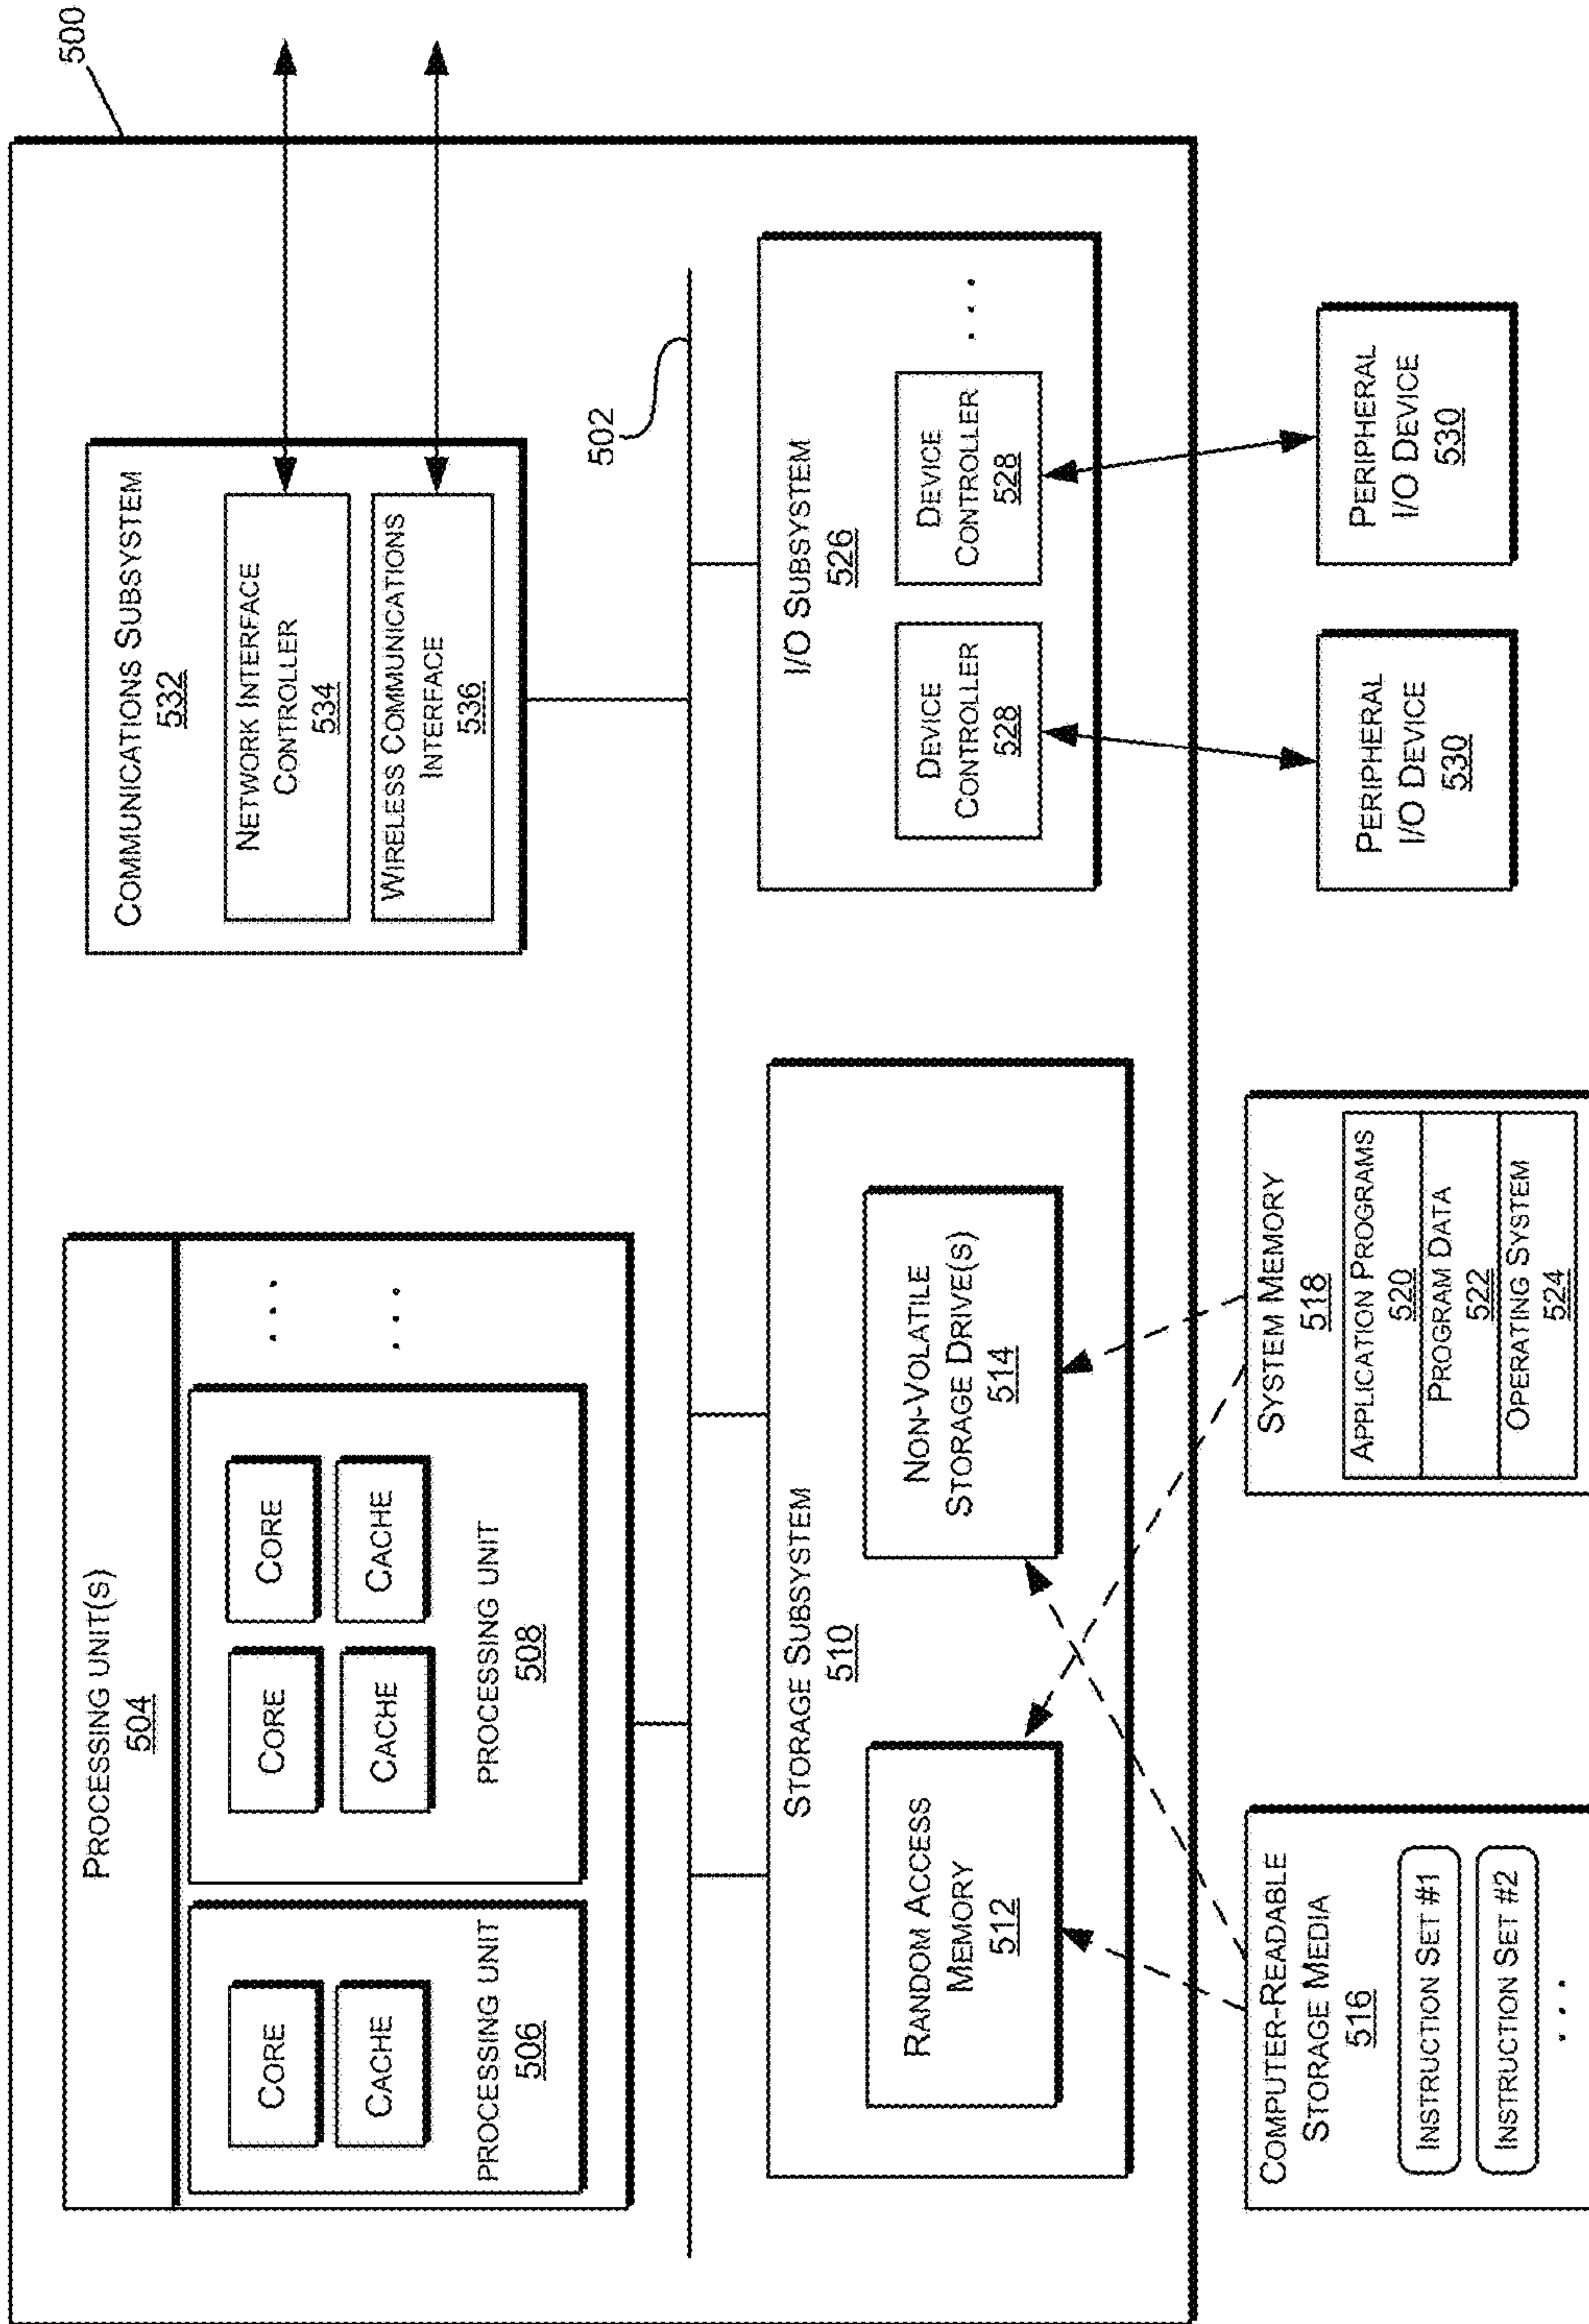 500
PROCESSING UNIT(S)
504
CORE
CACHE
PROCESSING UNIT
506
CORE
CORE
CACHE
CACHE
PROCESSING UNIT
508
. . .
. . .
COMMUNICATIONS SUBSYSTEM
532
NETWORK INTERFACE
CONTROLLER
534
WIRELESS COMMUNICATIONS
INTERFACE
536
502
STORAGE SUBSYSTEM
510
RANDOM ACCESS
MEMORY
512
NON-VOLATILE
STORAGE DRIVE(S)
514
I/O SUBSYSTEM
526
DEVICE
CONTROLLER
528
DEVICE
CONTROLLER
528
. . .
COMPUTER-READABLE
STORAGE MEDIA
516
INSTRUCTION SET #1
INSTRUCTION SET #2
. . .
SYSTEM MEMORY
518
APPLICATION PROGRAMS
520
PROGRAM DATA
522
OPERATING SYSTEM
524
PERIPHERAL
I/O DEVICE
530
PERIPHERAL
I/O DEVICE
530